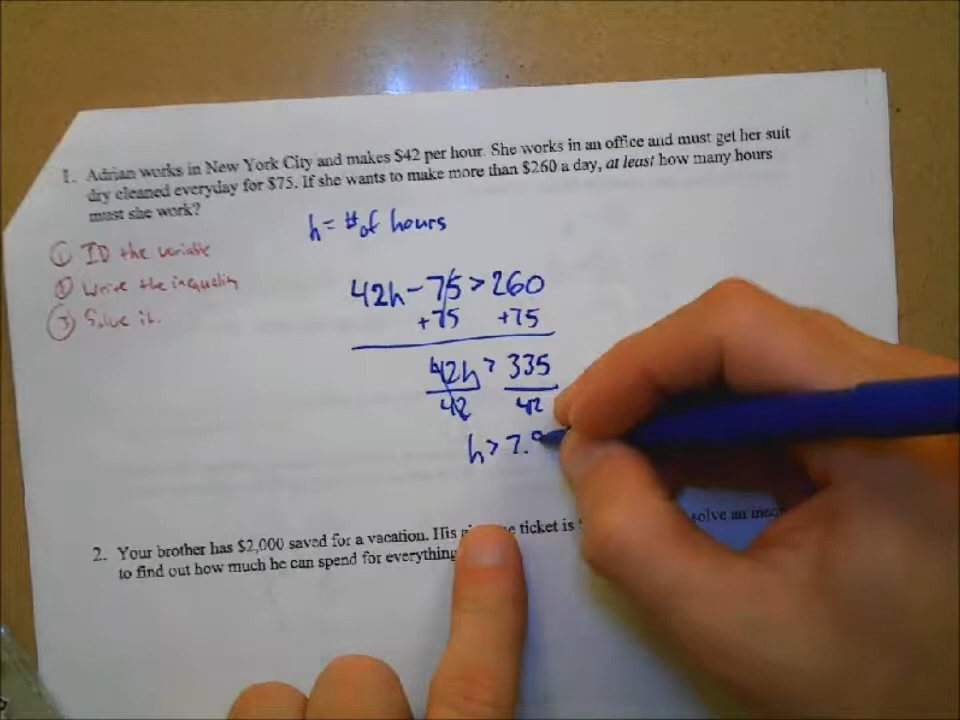 1. Adrian works in New York City and makes $42 per hour. She works in an office and must get her suit
dry cleaned everyday for $75. If she wants to make more than $260 a day, at least how many hours
must she work?
h = # of hours
① ID the variable
② Write the inequality
③ Solve it.
42h - 75 > 260
+75 +75
42h > 335
42 42
h > 7.9
2. Your brother has $2,000 saved for a vacation. His ticket is
solve an
to find out how much he can spend for everything